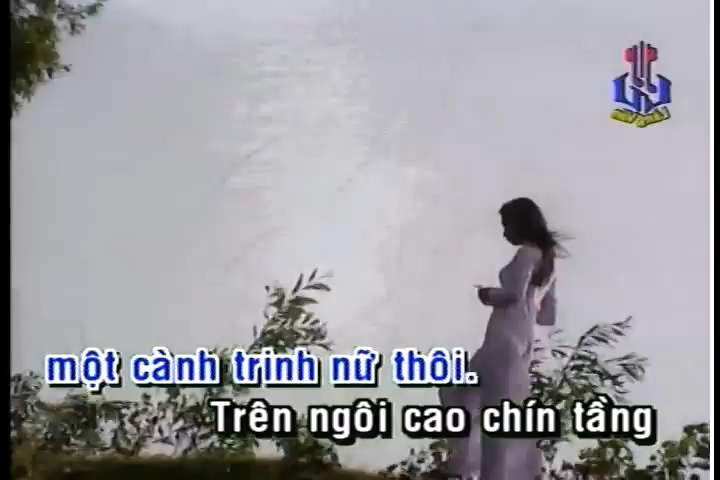 một cành trinh nữ thôi.
Trên ngôi cao chín tầng